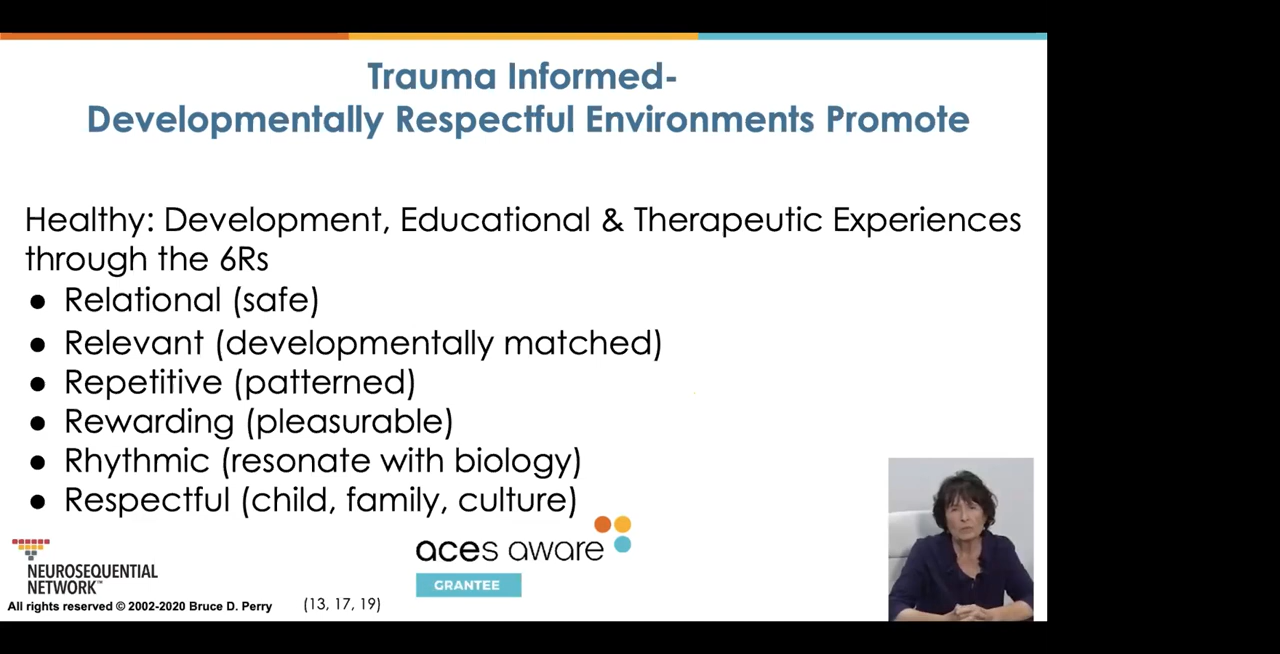 Trauma Informed-
Developmentally Respectful Environments Promote
Healthy: Development, Educational & Therapeutic Experiences
through the 6Rs
● Relational (safe)
● Relevant (developmentally matched)
● Repetitive (patterned)
● Rewarding (pleasurable)
● Rhythmic (resonate with biology)
● Respectful (child, family, culture)
NEUROSEQUENTIAL
NETWORK™
aces aware
GRANTEE
All rights reserved © 2002-2020 Bruce D. Perry
(13, 17, 19)